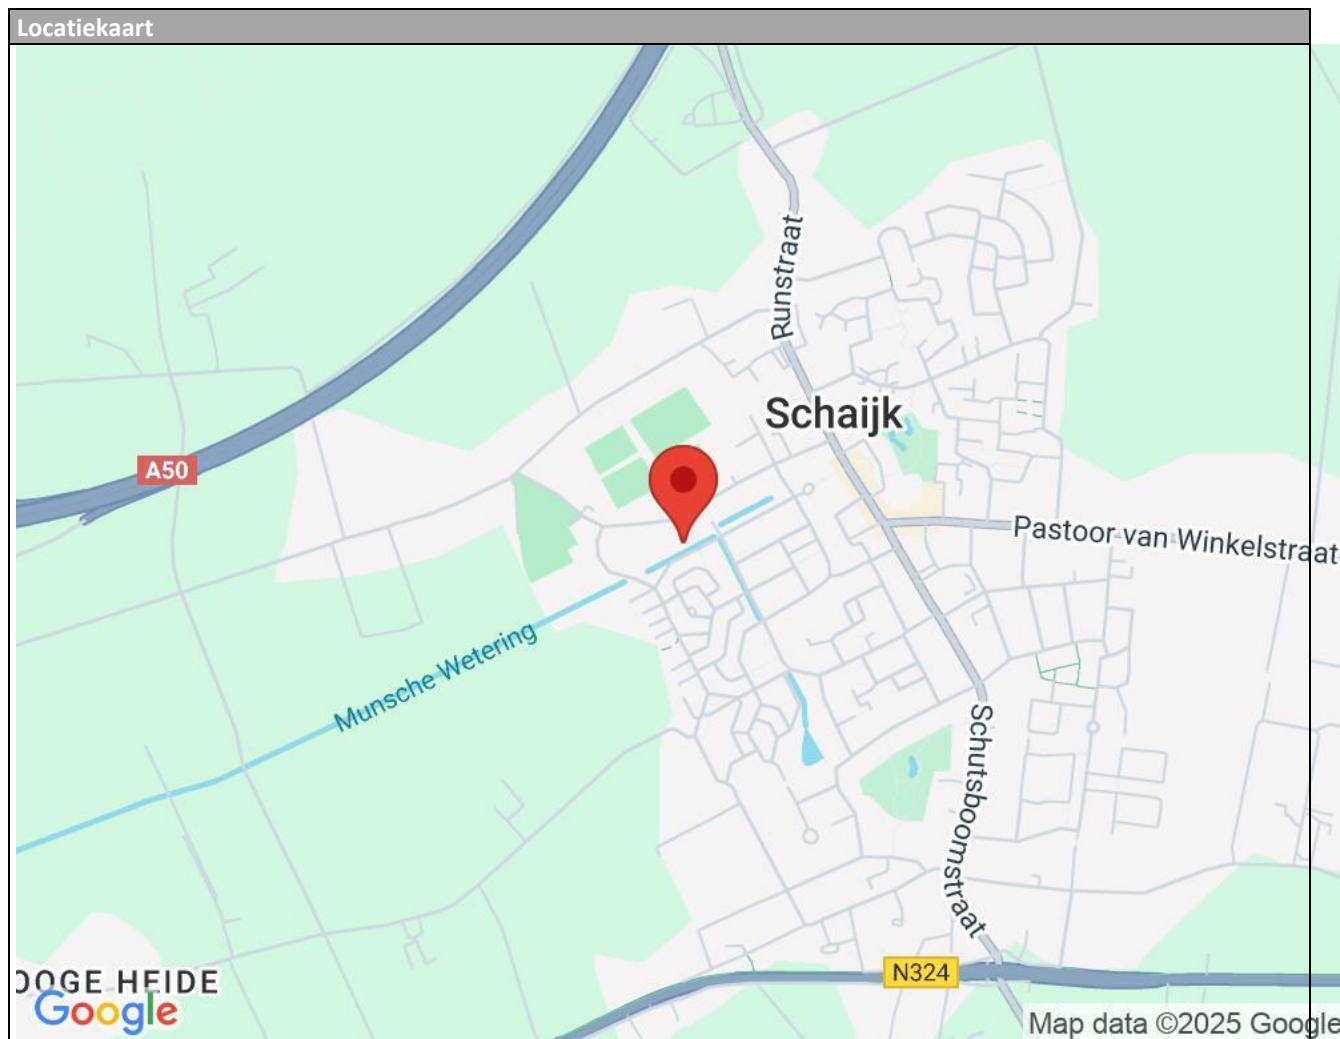 Locatiekaart
Runstraat
Schaijk
A50
Pastoor van Winkelstraat
Munsche Wetering
Schutsboomstraat
N324
OOGE HEIDE
Google
Map data ©2025 Google